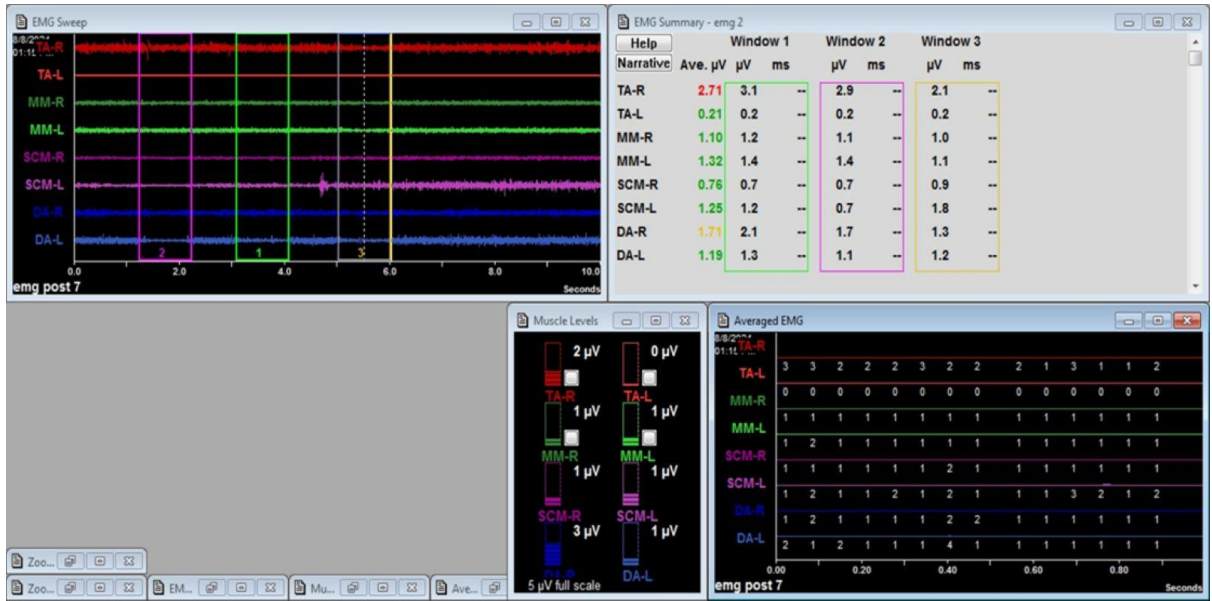 EMG Sweep
TA-R
TA-L
MM-R
MM-L
SCM-R
SCM-L
DA-R
DA-L
2 1 3
0.0 2.0 4.0 6.0 8.0 10.0
emg post 7 Seconds
EMG Summary - emg 2
Help Window 1 Window 2 Window 3
Narrative Ave. µV µV ms µV ms µV ms
TA-R 2.71 3.1 -- 2.9 -- 2.1 --
TA-L 0.21 0.2 -- 0.2 -- 0.2 --
MM-R 1.10 1.2 -- 1.1 -- 1.0 --
MM-L 1.32 1.4 -- 1.4 -- 1.1 --
SCM-R 0.76 0.7 -- 0.7 -- 0.9 --
SCM-L 1.25 1.2 -- 0.7 -- 1.8 --
DA-R 1.71 2.1 -- 1.7 -- 1.3 --
DA-L 1.19 1.3 -- 1.1 -- 1.2 --
Muscle Levels
2 µV 0 µV
TA-R TA-L
1 µV 1 µV
MM-R MM-L
1 µV 1 µV
SCM-R SCM-L
3 µV 1 µV
DA-R DA-L
5 µV full scale
Averaged EMG
TA-R
3 3 2 2 2 3 2 2 2 1 3 1 1 2
TA-L
0 0 0 0 0 0 0 0 0 0 0 0 0 0
MM-R
1 1 1 1 1 1 1 1 1 1 1 1 1 1
MM-L
1 2 1 1 1 1 1 1 1 1 1 1 1 1
SCM-R
1 1 1 1 1 1 2 1 1 1 1 1 1 1
SCM-L
1 2 1 1 2 1 2 1 1 1 3 2 1 2
DA-R
1 2 1 1 1 1 2 2 1 1 1 1 1 1
DA-L
2 1 2 1 1 1 4 1 1 1 1 1 1 1
0.00 0.20 0.40 0.60 0.80
emg post 7 Seconds
Zoo...
Zoo... EM... Mu... Ave...